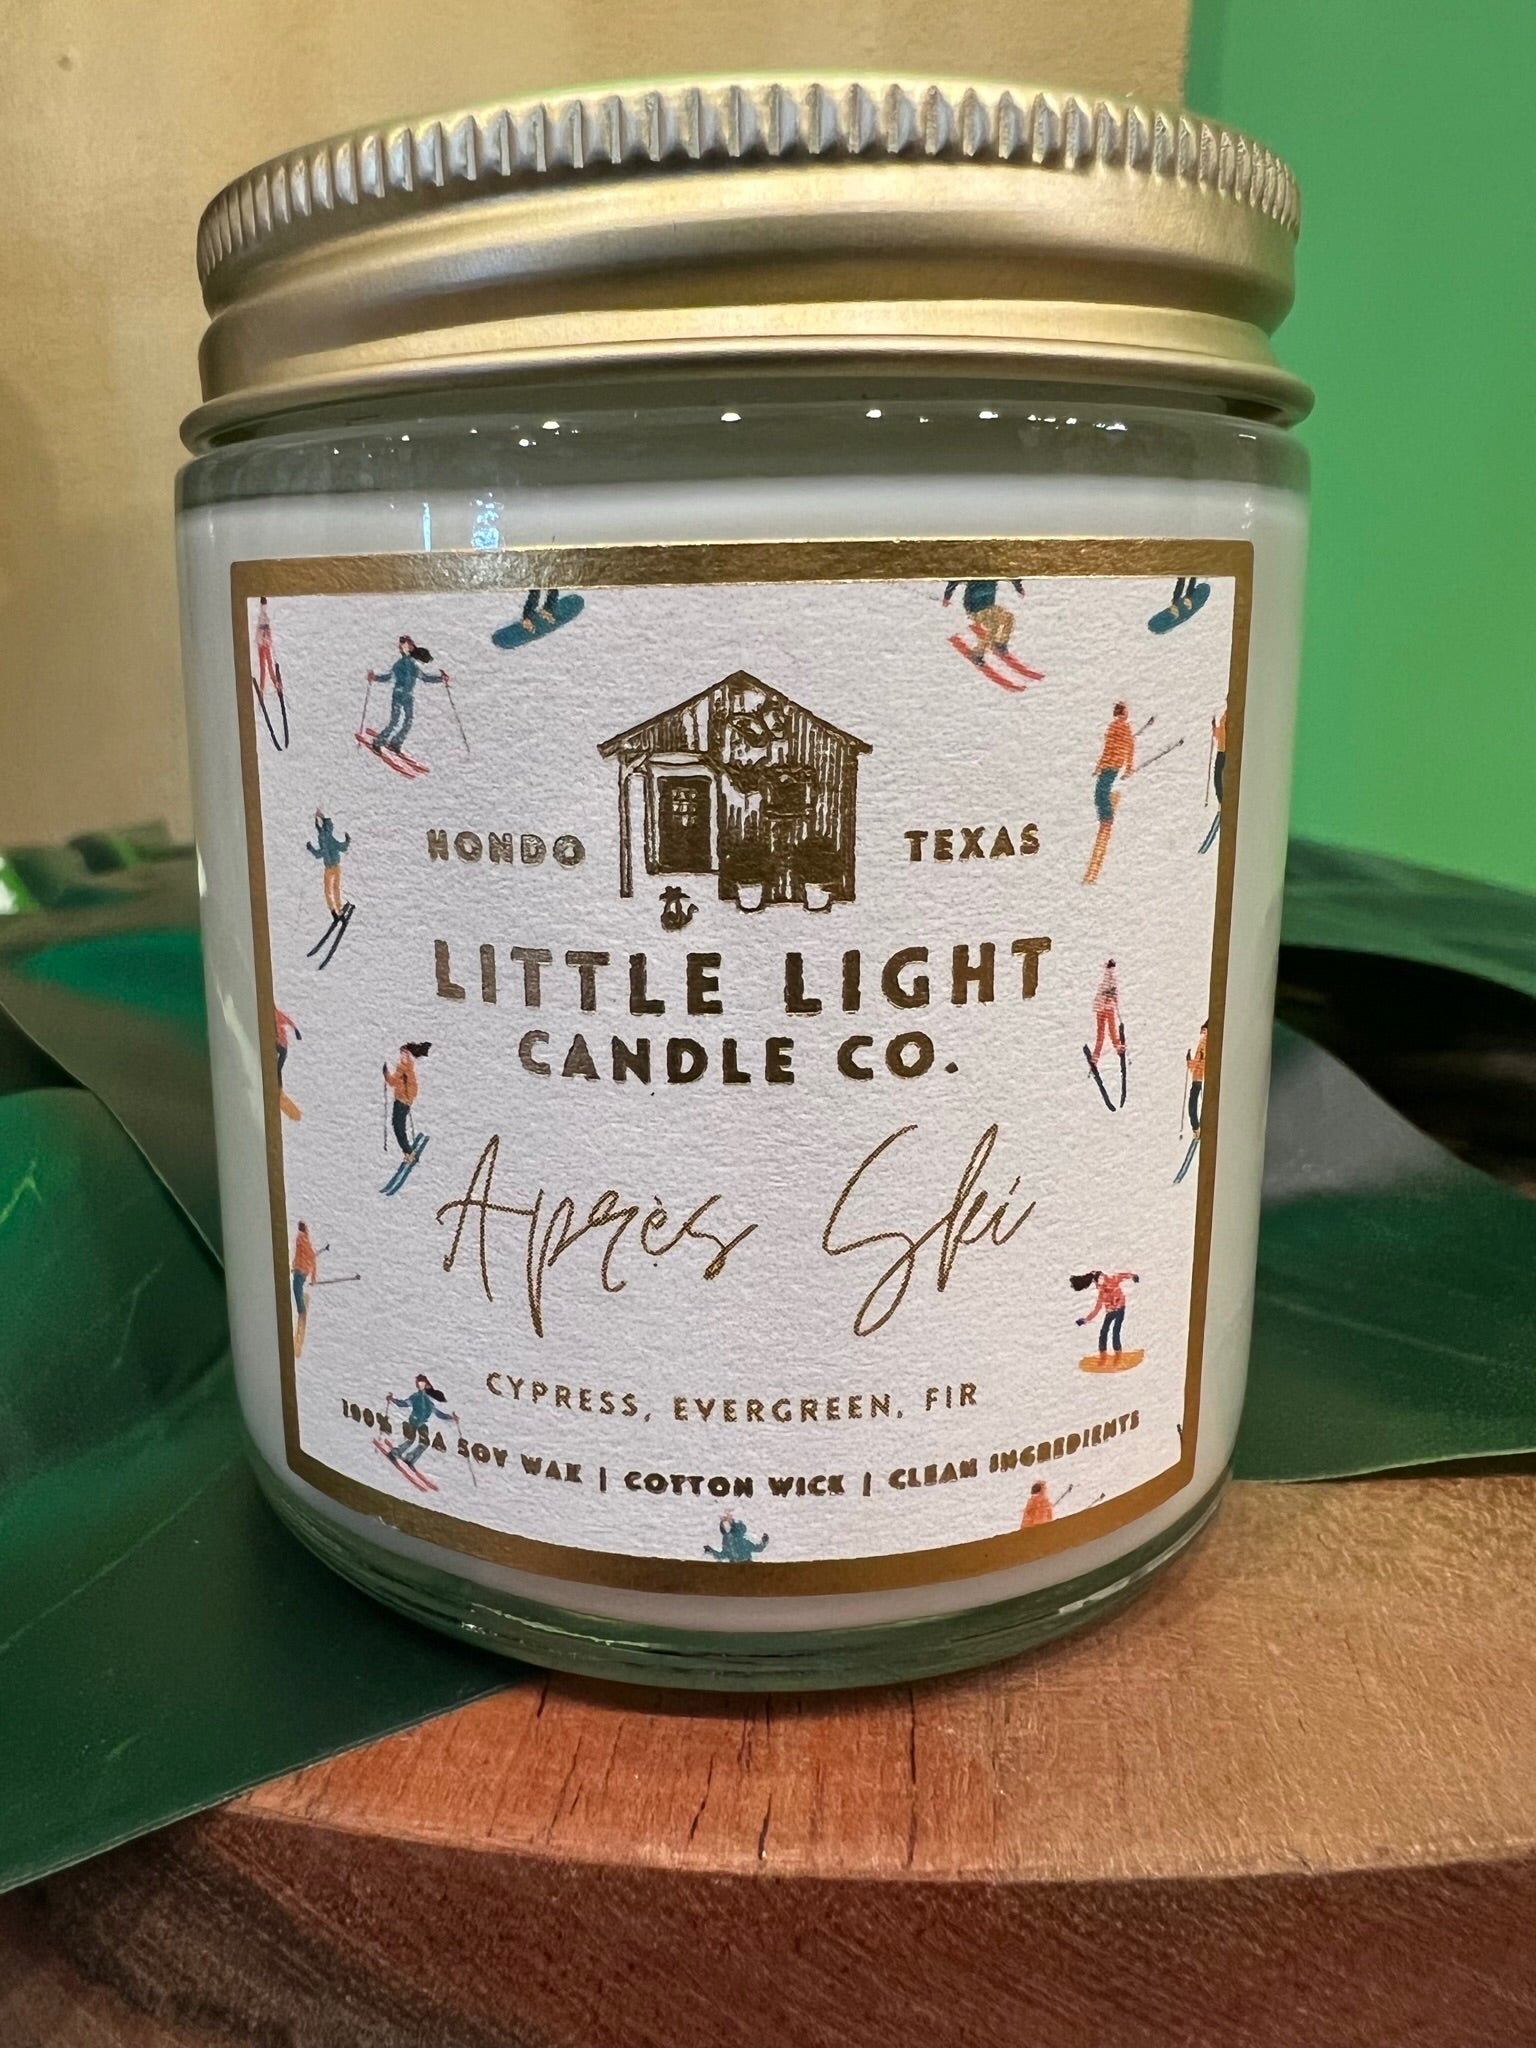 HONDO TEXAS
LITTLE LIGHT
CANDLE CO.
Après Ski
CYPRESS, EVERGREEN, FIR
100% USA SOY WAX | COTTON WICK | CLEAN INGREDIENTS